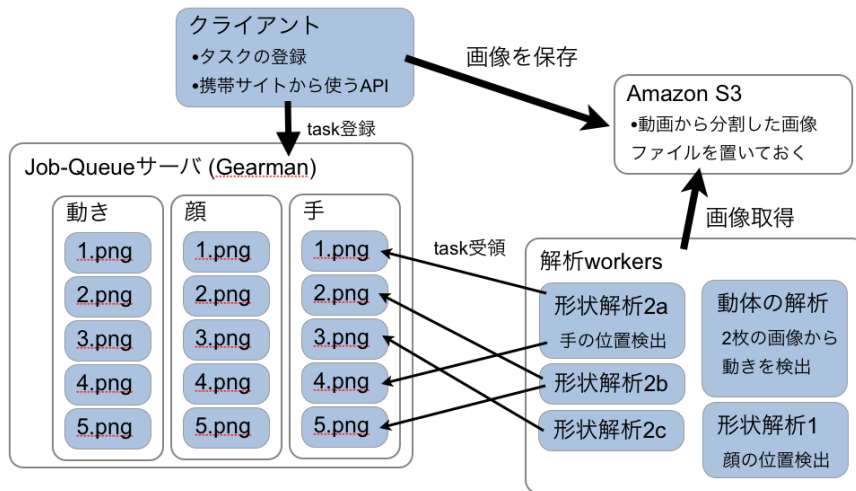 クライアント
•タスクの登録
•携帯サイトから使うAPI
画像を保存
Amazon S3
•動画から分割した画像
ファイルを置いておく
task登録
Job-Queueサーバ (Gearman)
動き
1.png
2.png
3.png
4.png
5.png
顔
1.png
2.png
3.png
4.png
5.png
手
1.png
2.png
3.png
4.png
5.png
task受領
画像取得
解析workers
形状解析2a
手の位置検出
形状解析2b
形状解析2c
動体の解析
2枚の画像から
動きを検出
形状解析1
顔の位置検出